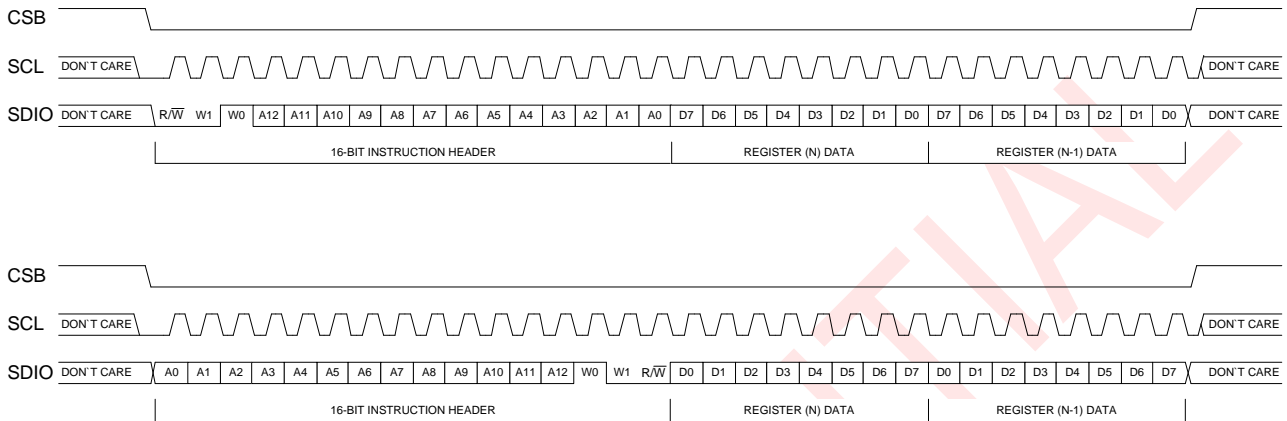 CSB
SCL DON`T CARE DON`T CARE
SDIO DON`T CARE R/W̅ W1 W0 A12 A11 A10 A9 A8 A7 A6 A5 A4 A3 A2 A1 A0 D7 D6 D5 D4 D3 D2 D1 D0 D7 D6 D5 D4 D3 D2 D1 D0 DON`T CARE
16-BIT INSTRUCTION HEADER REGISTER (N) DATA REGISTER (N-1) DATA
CSB
SCL DON`T CARE DON`T CARE
SDIO DON`T CARE A0 A1 A2 A3 A4 A5 A6 A7 A8 A9 A10 A11 A12 W0 W1 R/W̅ D0 D1 D2 D3 D4 D5 D6 D7 D0 D1 D2 D3 D4 D5 D6 D7 DON`T CARE
16-BIT INSTRUCTION HEADER REGISTER (N) DATA REGISTER (N-1) DATA
NTIAL